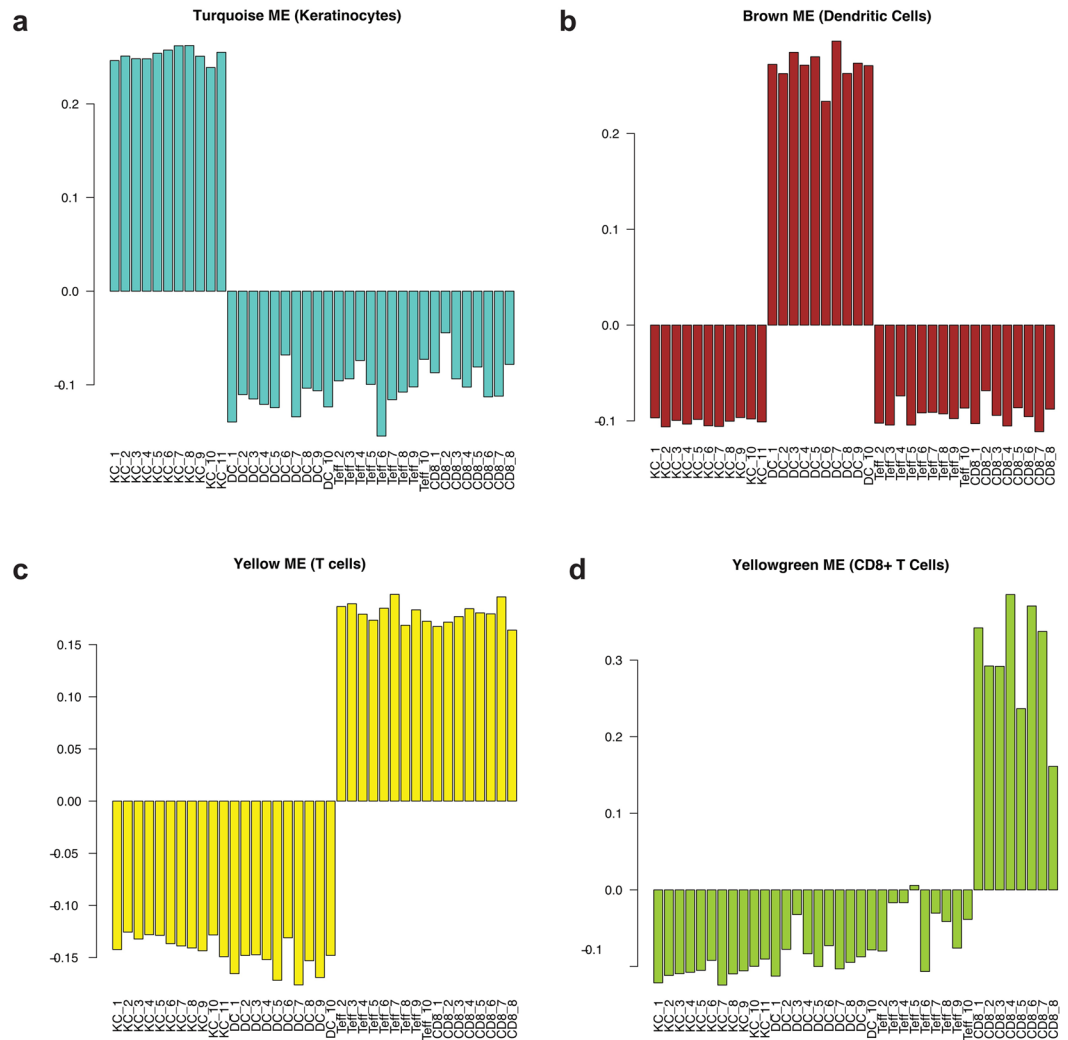 a
Turquoise ME (Keratinocytes)
0.2
0.1
0.0
-0.1
KC_1
KC_2
KC_3
KC_4
KC_5
KC_6
KC_7
KC_8
KC_9
KC_10
KC_11
DC_1
DC_2
DC_3
DC_4
DC_5
DC_6
DC_7
DC_8
DC_9
DC_10
Teff_2
Teff_3
Teff_4
Teff_5
Teff_6
Teff_7
Teff_8
Teff_9
Teff_10
CD8_1
CD8_2
CD8_3
CD8_4
CD8_5
CD8_6
CD8_7
CD8_8
b
Brown ME (Dendritic Cells)
0.2
0.1
0.0
-0.1
KC_1
KC_2
KC_3
KC_4
KC_5
KC_6
KC_7
KC_8
KC_9
KC_10
KC_11
DC_1
DC_2
DC_3
DC_4
DC_5
DC_6
DC_7
DC_8
DC_9
DC_10
Teff_2
Teff_3
Teff_4
Teff_5
Teff_6
Teff_7
Teff_8
Teff_9
Teff_10
CD8_1
CD8_2
CD8_3
CD8_4
CD8_5
CD8_6
CD8_7
CD8_8
c
Yellow ME (T cells)
0.15
0.10
0.05
0.00
-0.05
-0.10
-0.15
KC_1
KC_2
KC_3
KC_4
KC_5
KC_6
KC_7
KC_8
KC_9
KC_10
KC_11
DC_1
DC_2
DC_3
DC_4
DC_5
DC_6
DC_7
DC_8
DC_9
DC_10
Teff_2
Teff_3
Teff_4
Teff_5
Teff_6
Teff_7
Teff_8
Teff_9
Teff_10
CD8_1
CD8_2
CD8_3
CD8_4
CD8_5
CD8_6
CD8_7
CD8_8
d
Yellowgreen ME (CD8+ T Cells)
0.3
0.2
0.1
0.0
-0.1
KC_1
KC_2
KC_3
KC_4
KC_5
KC_6
KC_7
KC_8
KC_9
KC_10
KC_11
DC_1
DC_2
DC_3
DC_4
DC_5
DC_6
DC_7
DC_8
DC_9
DC_10
Teff_2
Teff_3
Teff_4
Teff_5
Teff_6
Teff_7
Teff_8
Teff_9
Teff_10
CD8_1
CD8_2
CD8_3
CD8_4
CD8_5
CD8_6
CD8_7
CD8_8